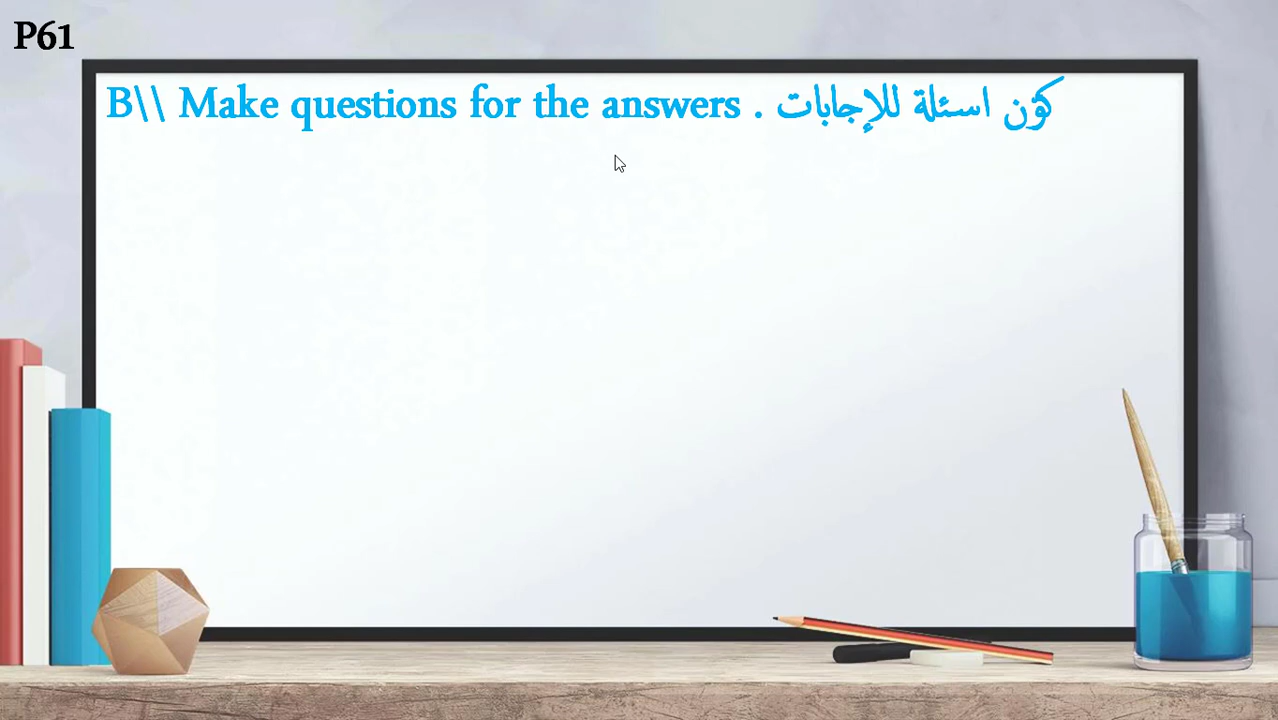 P61
B\\ Make questions for the answers . كوّن اسئلة للإجابات